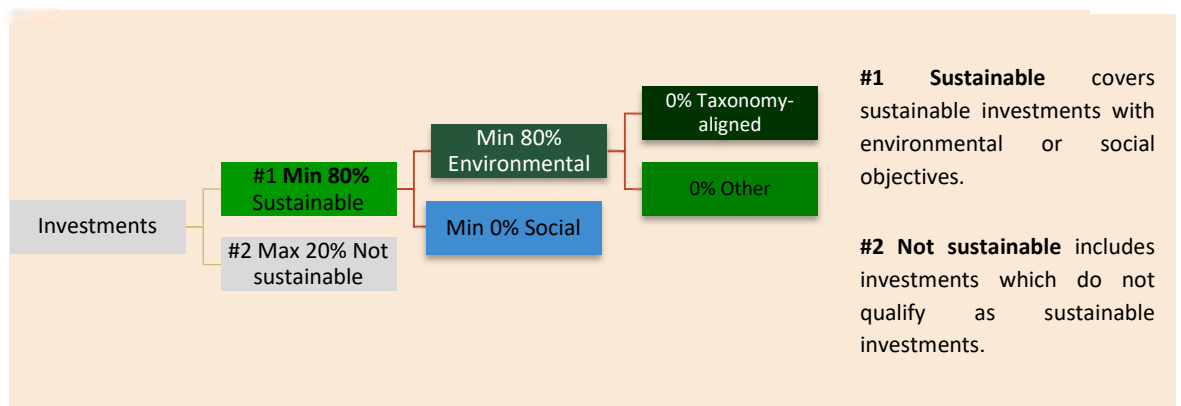 Investments
#1 Min 80%
Sustainable
#2 Max 20% Not
sustainable
Min 80%
Environmental
Min 0% Social
0% Taxonomy-
aligned
0% Other
#1 Sustainable covers
sustainable investments with
environmental or social
objectives.
#2 Not sustainable includes
investments which do not
qualify as sustainable
investments.